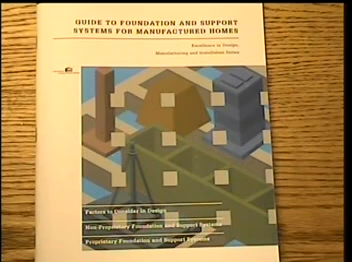 GUIDE TO FOUNDATION AND SUPPORT
SYSTEMS FOR MANUFACTURED HOMES
Excellence in Design,
Manufacturing and Installation Series
Factors to Consider in Design
Non-Proprietary Foundation and Support Systems
Proprietary Foundation and Support Systems